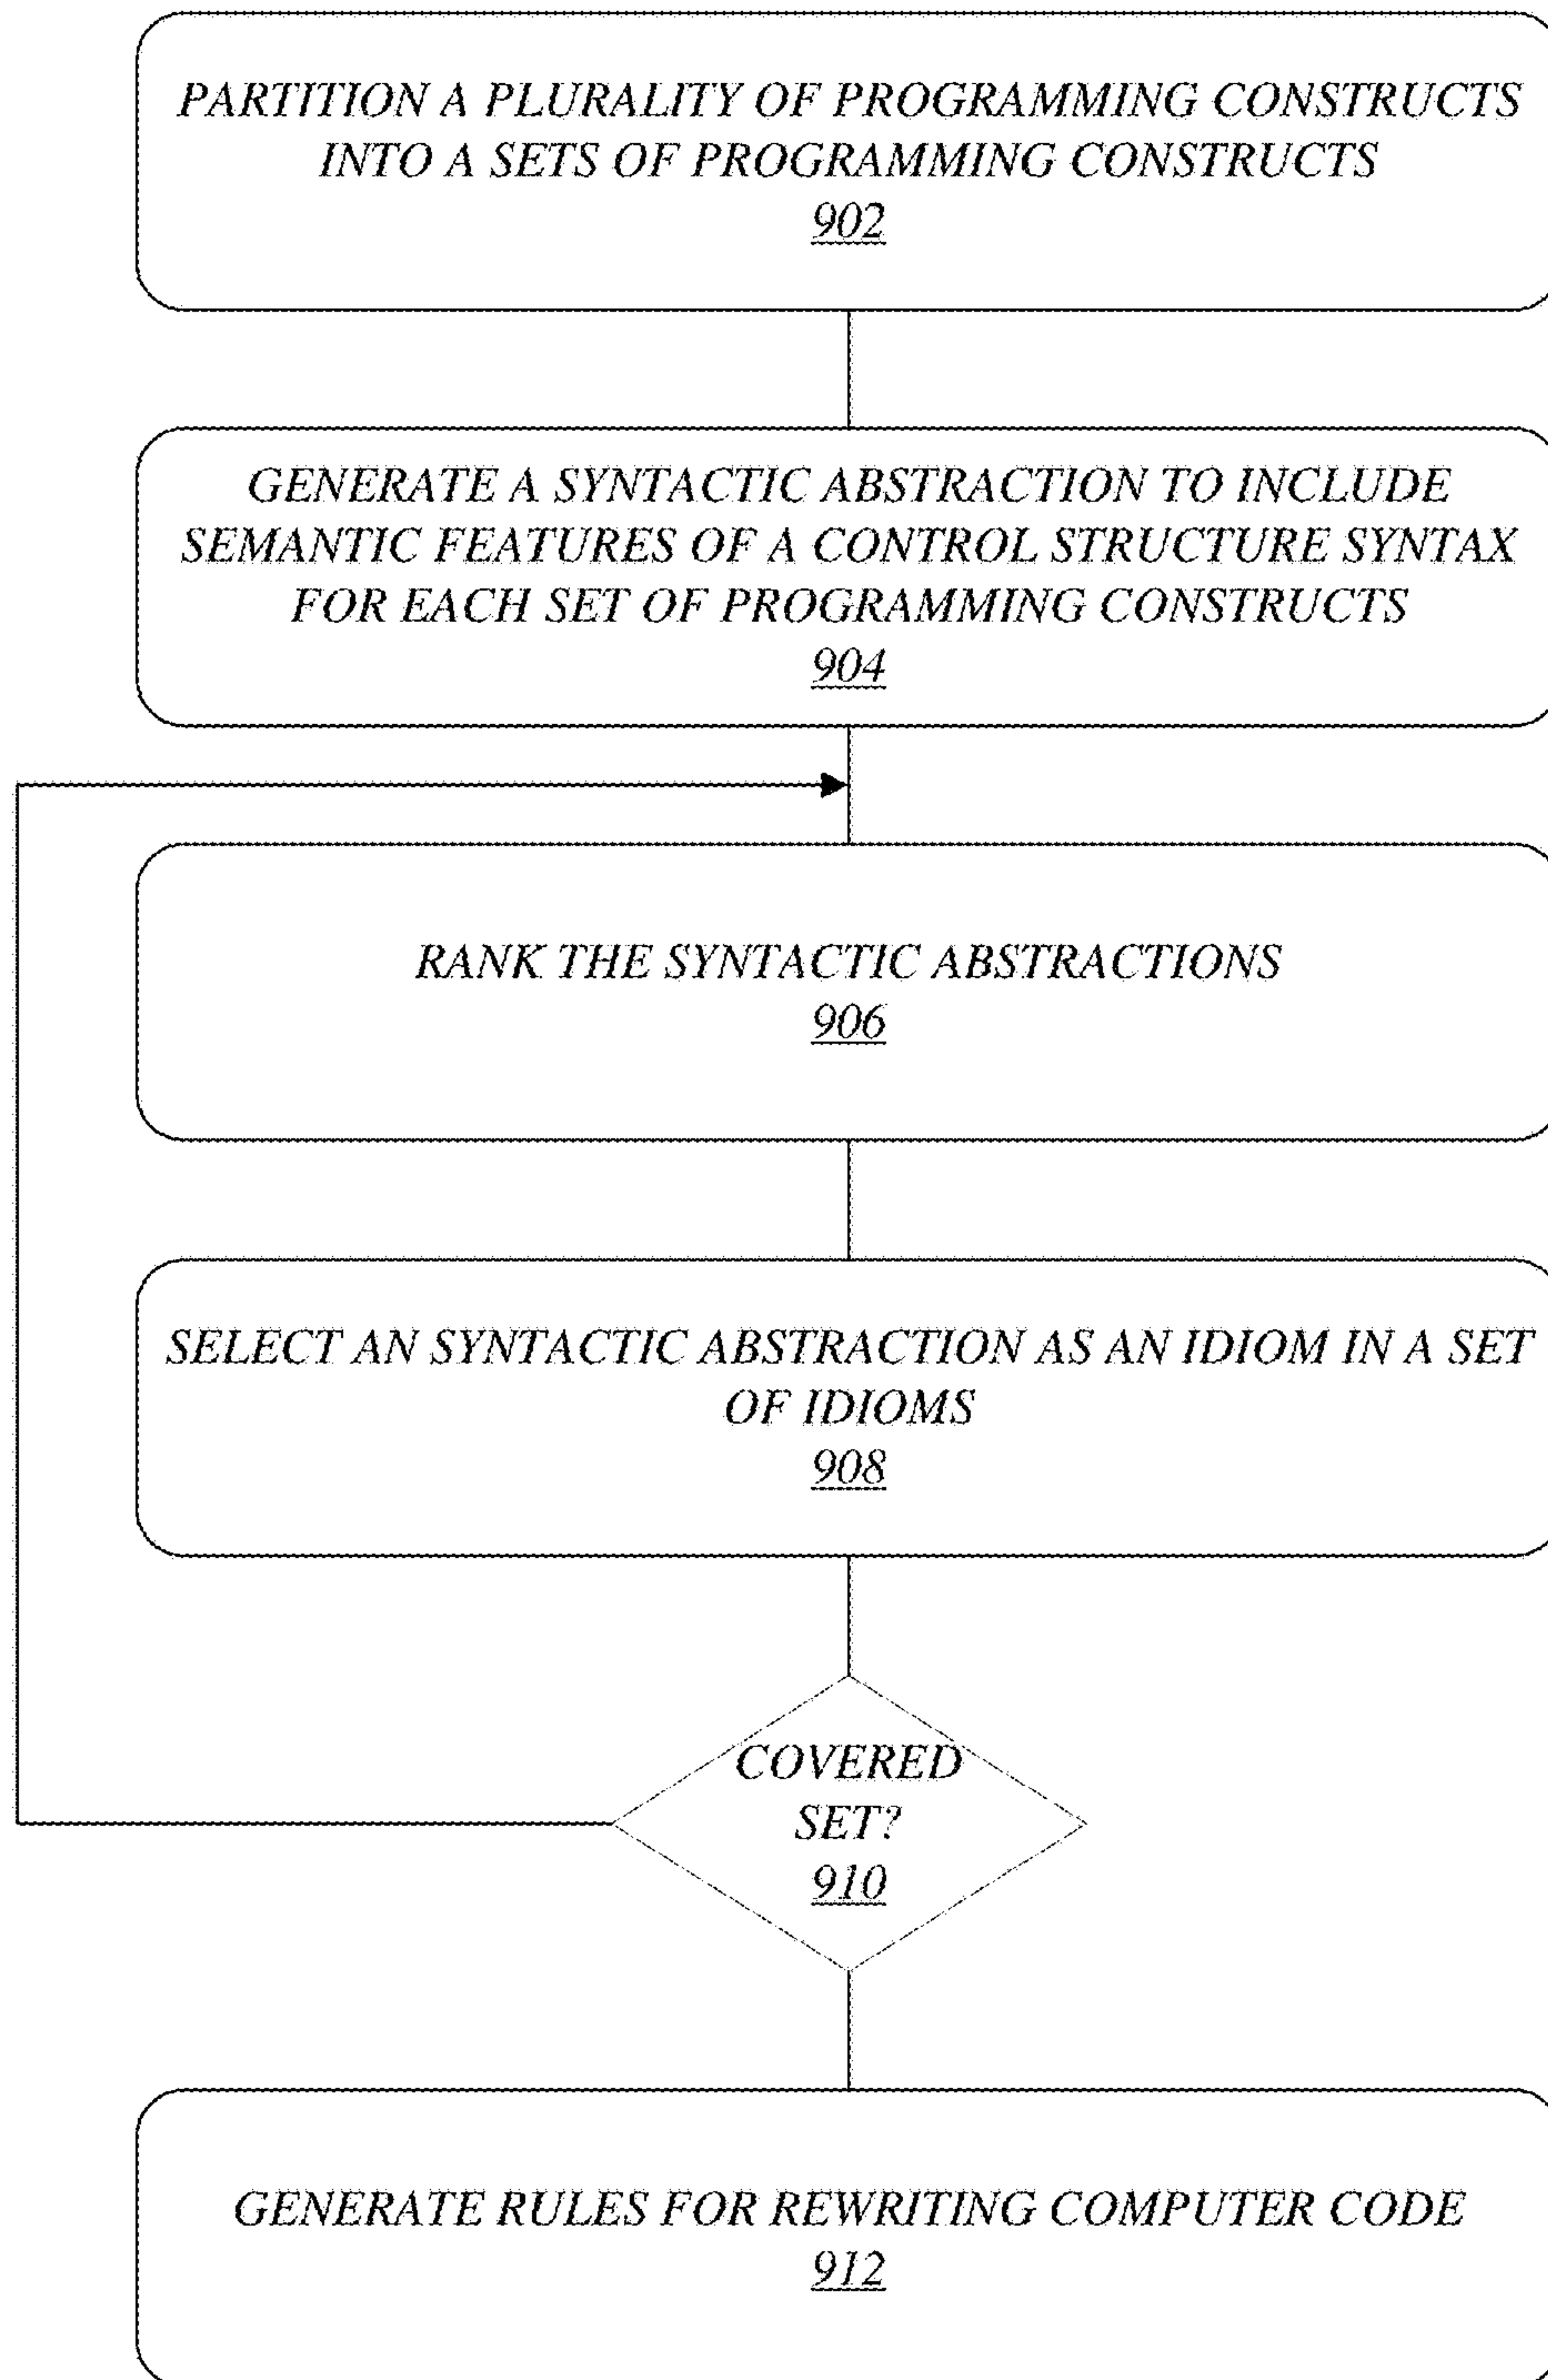 PARTITION A PLURALITY OF PROGRAMMING CONSTRUCTS
INTO A SETS OF PROGRAMMING CONSTRUCTS
902
GENERATE A SYNTACTIC ABSTRACTION TO INCLUDE
SEMANTIC FEATURES OF A CONTROL STRUCTURE SYNTAX
FOR EACH SET OF PROGRAMMING CONSTRUCTS
904
RANK THE SYNTACTIC ABSTRACTIONS
906
SELECT AN SYNTACTIC ABSTRACTION AS AN IDIOM IN A SET
OF IDIOMS
908
COVERED
SET?
910
GENERATE RULES FOR REWRITING COMPUTER CODE
912